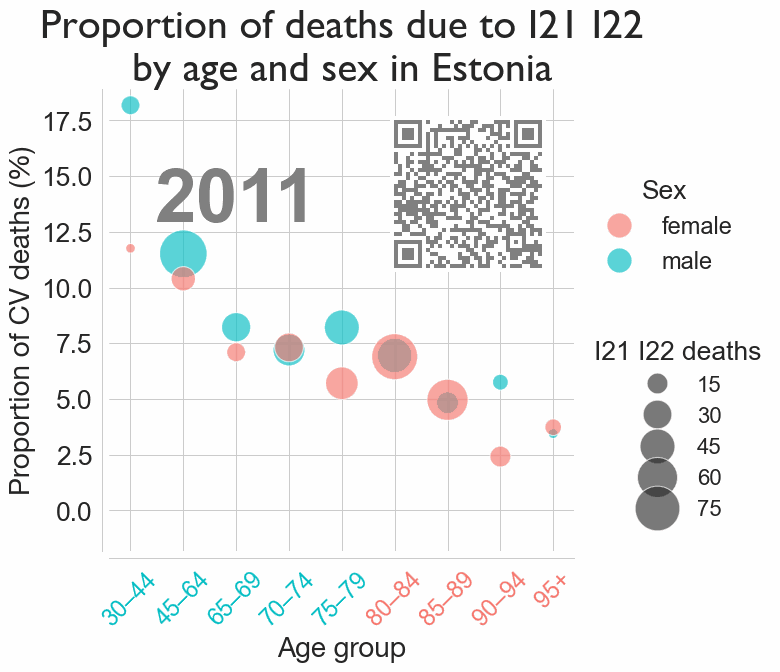 Proportion of deaths due to I21 I22
by age and sex in Estonia
Proportion of CV deaths (%)
17.5
15.0
12.5
10.0
7.5
5.0
2.5
0.0
2011
Sex
female
male
I21 I22 deaths
15
30
45
60
75
30–44
45–64
65–69
70–74
75–79
80–84
85–89
90–94
95+
Age group